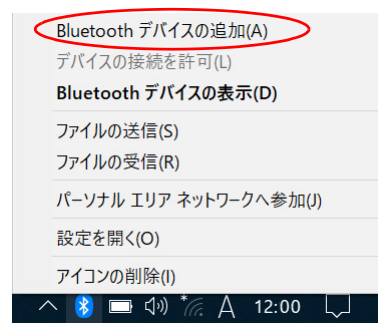 Bluetooth デバイスの追加(A)
デバイスの接続を許可(L)
Bluetooth デバイスの表示(D)
ファイルの送信(S)
ファイルの受信(R)
パーソナル エリア ネットワークへ参加(J)
設定を開く(O)
アイコンの削除(I)
A 12:00